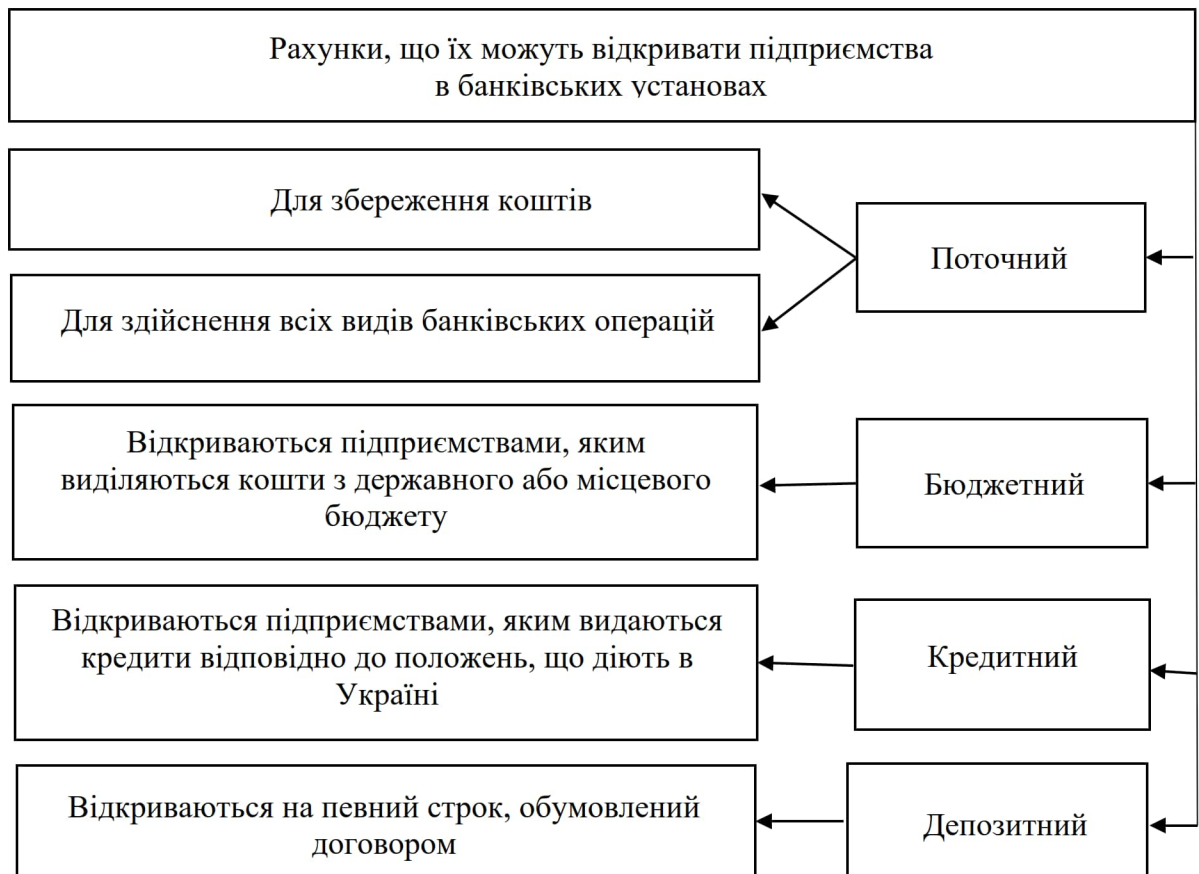 Рахунки, що їх можуть відкривати підприємства
в банківських установах
Для збереження коштів
Поточний
Для здійснення всіх видів банківських операцій
Відкриваються підприємствами, яким
виділяються кошти з державного або місцевого
бюджету
Бюджетний
Відкриваються підприємствами, яким видаються
кредити відповідно до положень, що діють в
Україні
Кредитний
Відкриваються на певний строк, обумовлений
договором
Депозитний